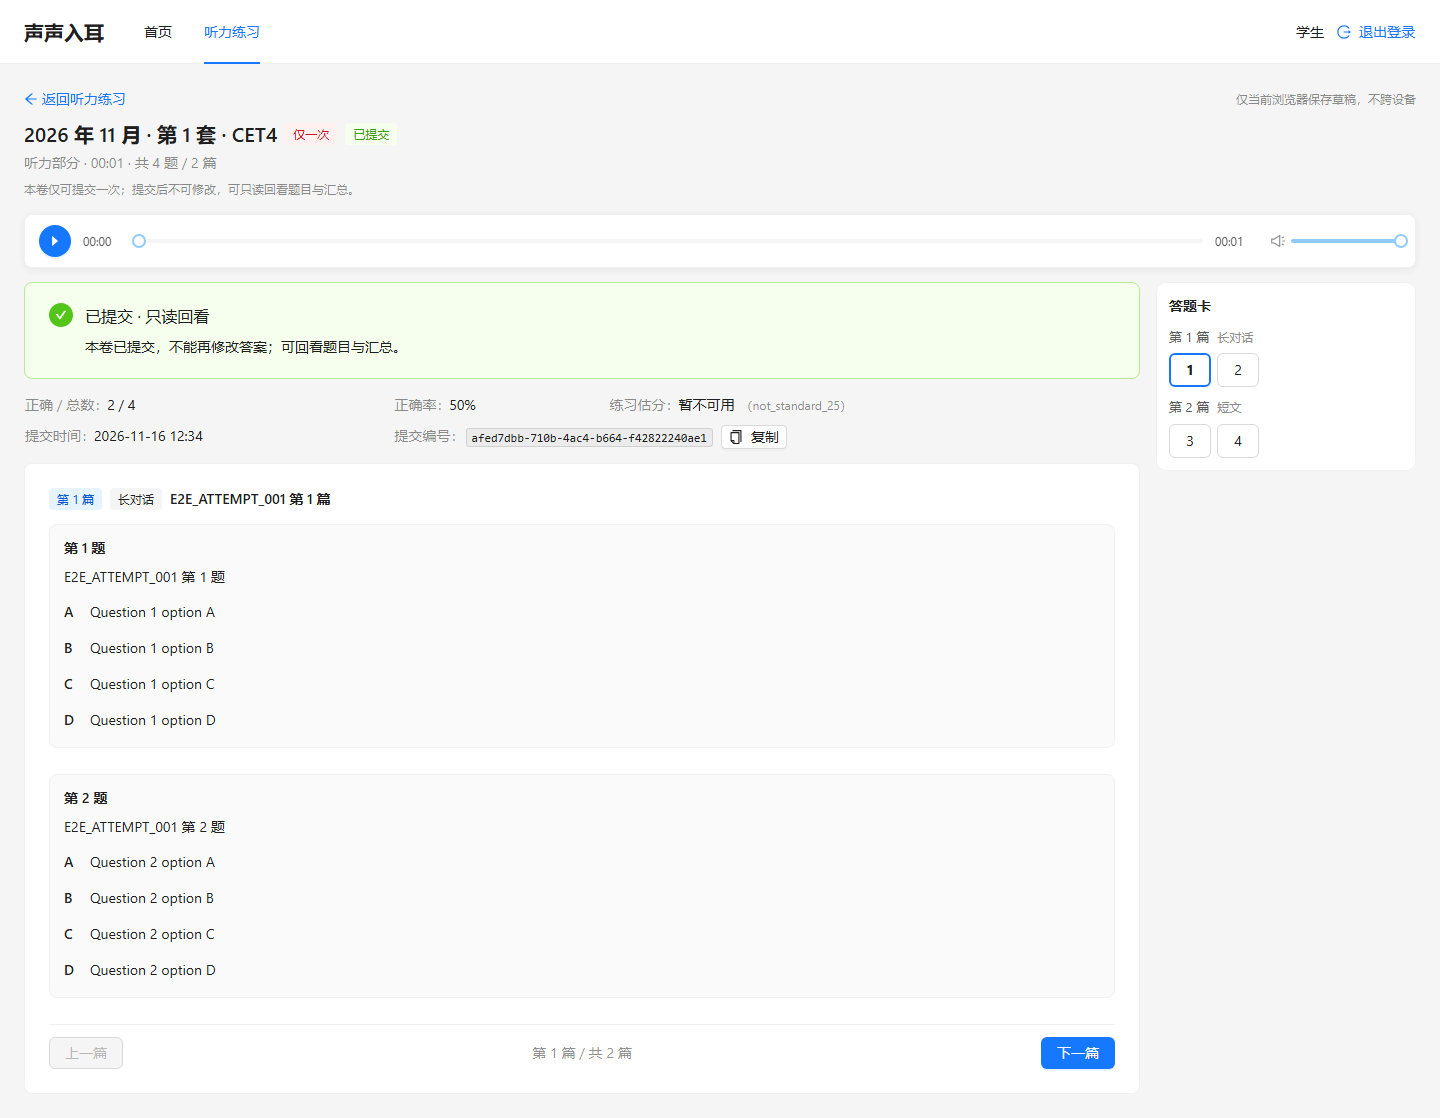 声声入耳 首页 听力练习 学生 退出登录
返回听力练习 仅当前浏览器保存草稿，不跨设备
2026 年 11 月 · 第 1 套 · CET4 仅一次 已提交
听力部分 · 00:01 · 共 4 题 / 2 篇
本卷仅可提交一次；提交后不可修改，可只读回看题目与汇总。
00:00 00:01
已提交 · 只读回看
本卷已提交，不能再修改答案；可回看题目与汇总。
正确 / 总数： 2 / 4 正确率： 50% 练习估分： 暂不可用 （not_standard_25）
提交时间： 2026-11-16 12:34 提交编号： afed7dbb-710b-4ac4-b664-f42822240ae1 复制
第 1 篇 长对话 E2E_ATTEMPT_001 第 1 篇
第 1 题
E2E_ATTEMPT_001 第 1 题
A Question 1 option A
B Question 1 option B
C Question 1 option C
D Question 1 option D
第 2 题
E2E_ATTEMPT_001 第 2 题
A Question 2 option A
B Question 2 option B
C Question 2 option C
D Question 2 option D
上一篇 第 1 篇 / 共 2 篇 下一篇
答题卡
第 1 篇 长对话
1 2
第 2 篇 短文
3 4